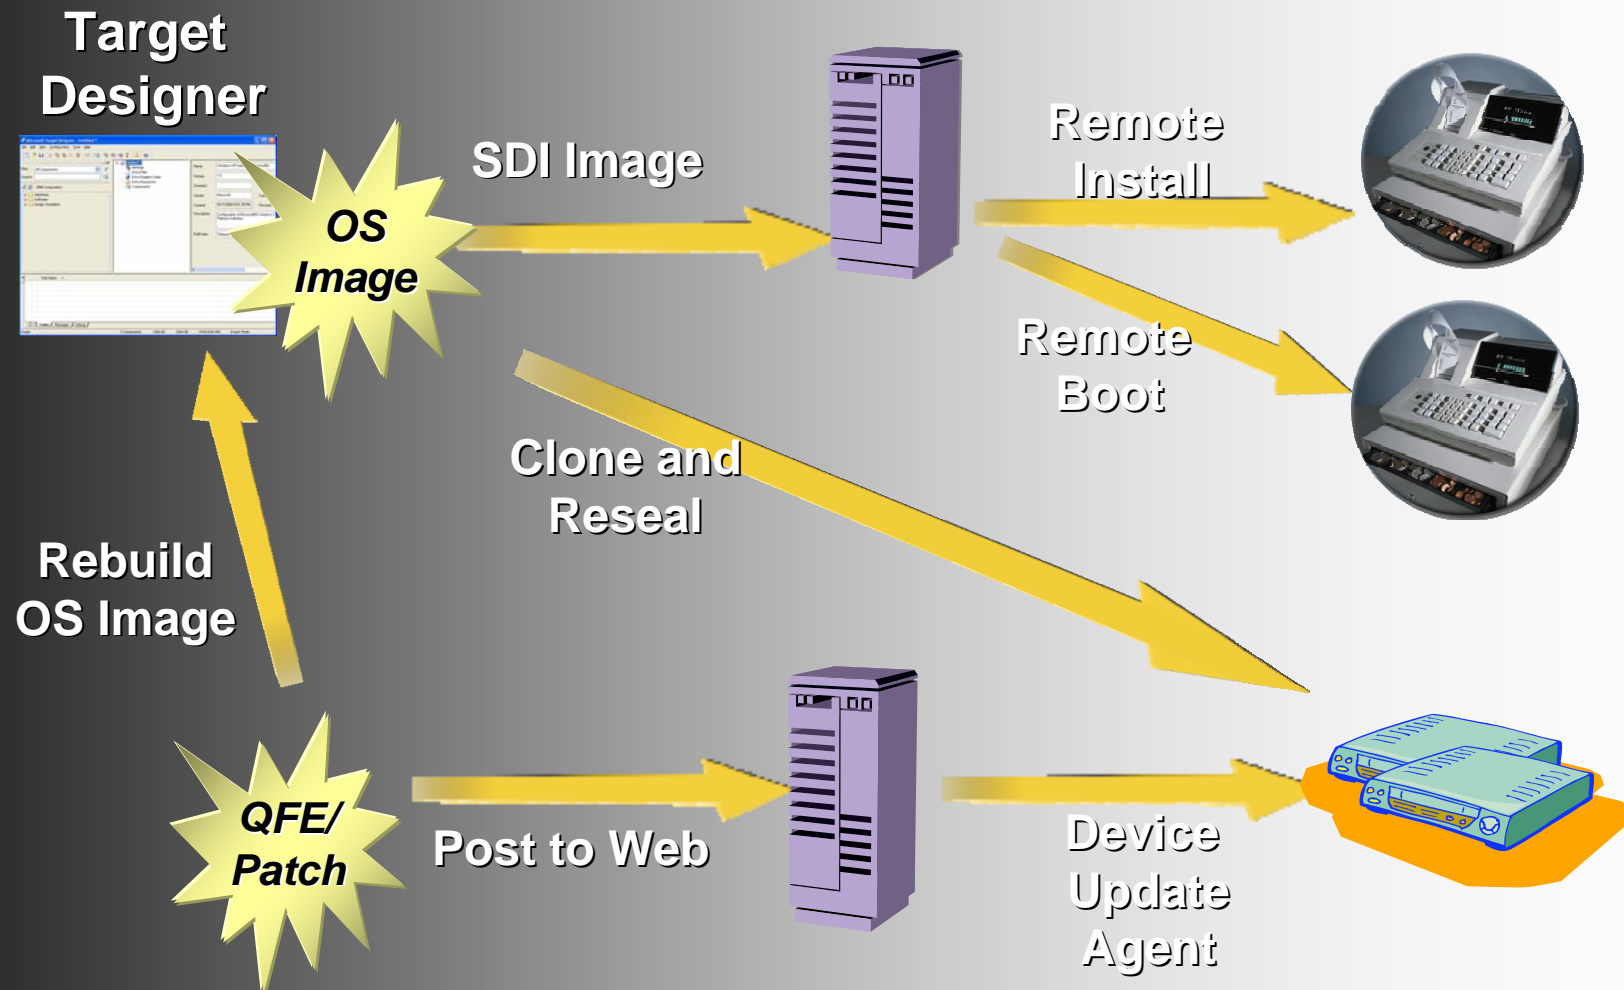 Target
Designer
OS
Image
SDI Image
Remote
Install
Remote
Boot
Clone and
Reseal
Rebuild
OS Image
QFE/
Patch
Post to Web
Device
Update
Agent